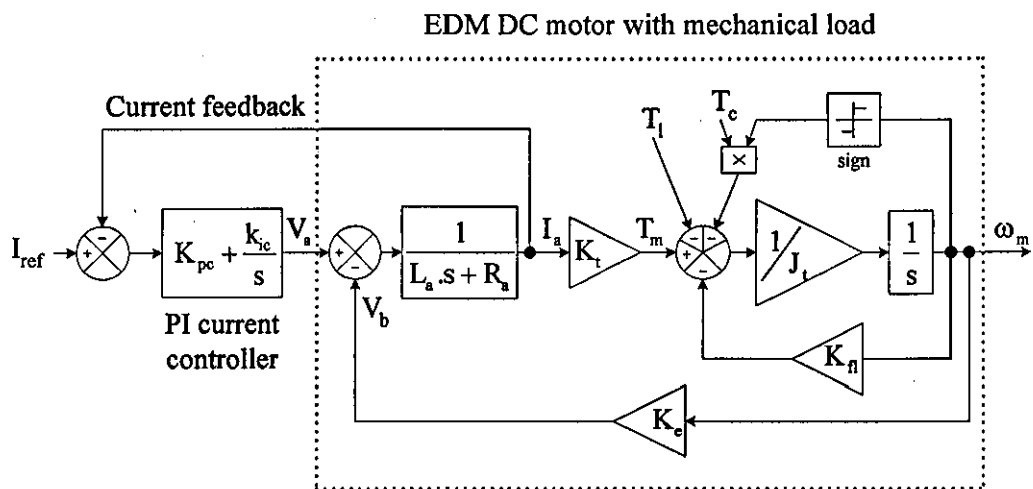 EDM DC motor with mechanical load
Current feedback
T_l
T_c
×
sign
I_ref
+
-
K_pc + k_ic/s
V_a
+
-
1/(L_a.s + R_a)
I_a
K_t
T_m
+
-
-
-
1/J_t
1/s
ω_m
V_b
PI current
controller
K_fl
K_e